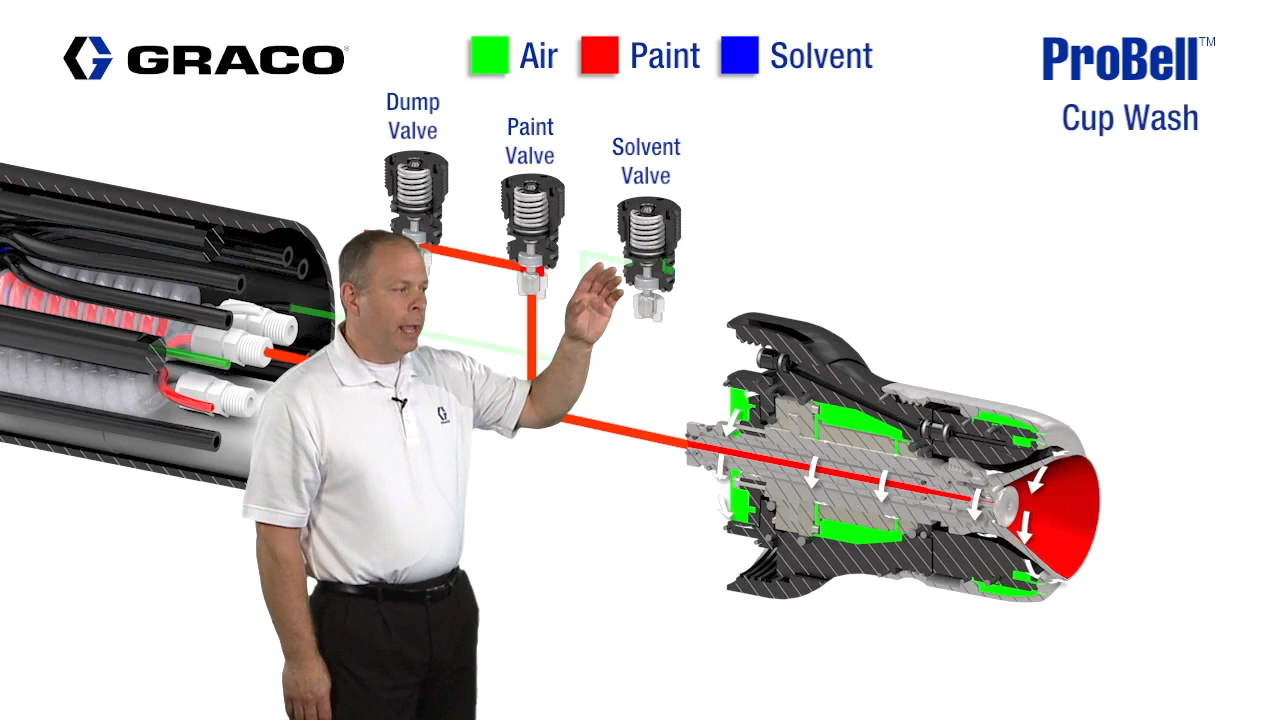 GRACO®
Air
Paint
Solvent
ProBell™
Cup Wash
Dump
Valve
Paint
Valve
Solvent
Valve